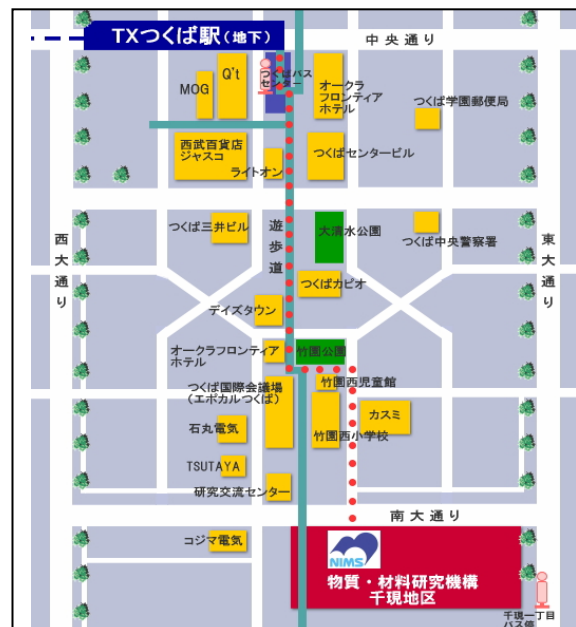 TXつくば駅(地下)
中央通り
Q't
MOG
つくばバス
センター
オークラ
フロンティア
ホテル
つくば学園郵便局
西武百貨店
ジャスコ
ライトオン
つくばセンタービル
西大通り
つくば三井ビル
遊歩道
大清水公園
つくば中央警察署
東大通り
つくばカピオ
デイズタウン
オークラフロンティア
ホテル
竹園公園
つくば国際会議場
(エポカルつくば)
竹園西児童館
カスミ
石丸電気
竹園西小学校
TSUTAYA
研究交流センター
南大通り
コジマ電気
NIMS
物質・材料研究機構
千現地区
千現一丁目
バス停